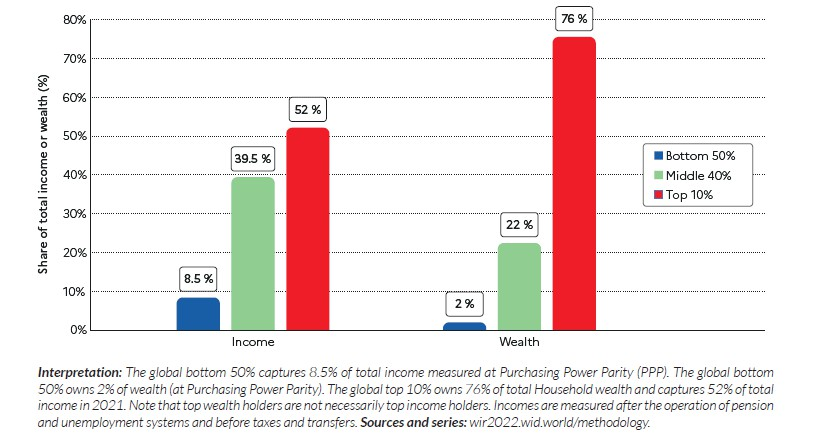 80%
70%
60%
50%
40%
30%
20%
10%
0%
Share of total income or wealth (%)
8.5 %
39.5 %
52 %
2 %
22 %
76 %
Bottom 50%
Middle 40%
Top 10%
Income
Wealth
Interpretation: The global bottom 50% captures 8.5% of total income measured at Purchasing Power Parity (PPP). The global bottom
50% owns 2% of wealth (at Purchasing Power Parity). The global top 10% owns 76% of total Household wealth and captures 52% of total
income in 2021. Note that top wealth holders are not necessarily top income holders. Incomes are measured after the operation of pension
and unemployment systems and before taxes and transfers. Sources and series: wir2022.wid.world/methodology.